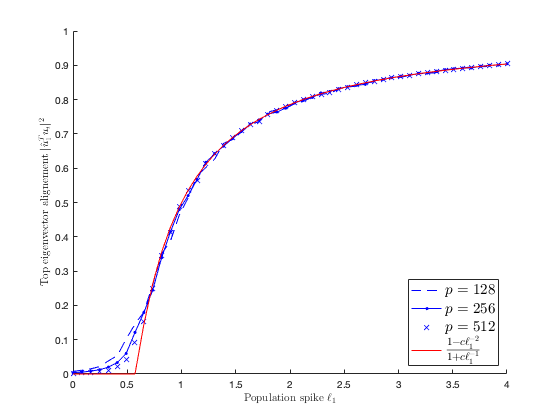 1
0.9
0.8
0.7
0.6
0.5
0.4
0.3
0.2
0.1
0
Top eigenvector alignement |û₁ᵀu₁|²
p = 128
p = 256
p = 512
(1−cℓ₁⁻²)/(1+cℓ₁⁻¹)
0 0.5 1 1.5 2 2.5 3 3.5 4
Population spike ℓ₁